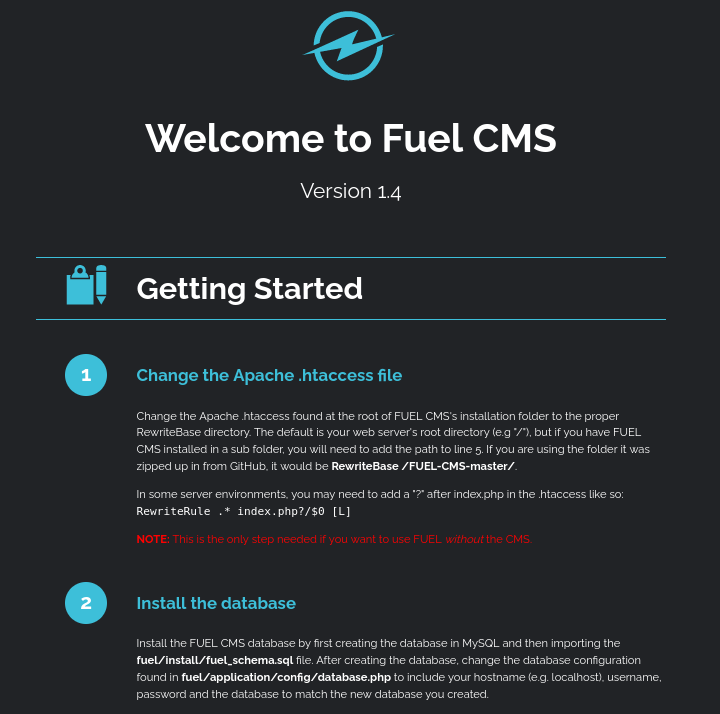 Welcome to Fuel CMS
Version 1.4
Getting Started
1
Change the Apache .htaccess file
Change the Apache .htaccess found at the root of FUEL CMS's installation folder to the proper
RewriteBase directory. The default is your web server's root directory (e.g "/"), but if you have FUEL
CMS installed in a sub folder, you will need to add the path to line 5. If you are using the folder it was
zipped up in from GitHub, it would be RewriteBase /FUEL-CMS-master/.
In some server environments, you may need to add a "?" after index.php in the .htaccess like so:
RewriteRule .* index.php?/$0 [L]
NOTE: This is the only step needed if you want to use FUEL without the CMS.
2
Install the database
Install the FUEL CMS database by first creating the database in MySQL and then importing the
fuel/install/fuel_schema.sql file. After creating the database, change the database configuration
found in fuel/application/config/database.php to include your hostname (e.g. localhost), username,
password and the database to match the new database you created.